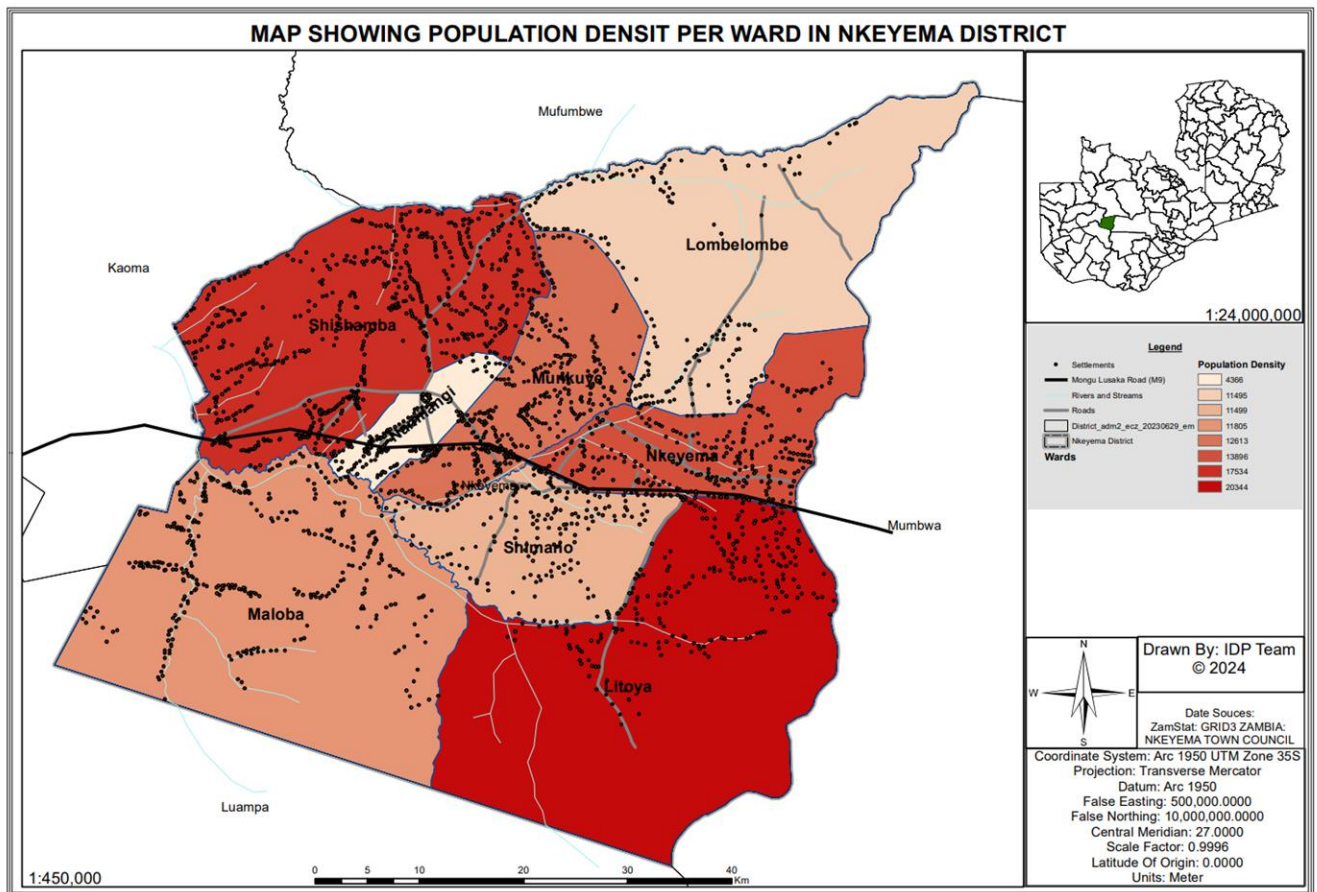 MAP SHOWING POPULATION DENSIT PER WARD IN NKEYEMA DISTRICT
Mufumbwe
Kaoma
Lombelombe
Shishamba
Munkuye
Nkeyema
Nkeyema
Mumbwa
Shimano
Maloba
Litoya
Luampa
1:450,000
0 5 10 20 30 40
Km
1:24,000,000
Legend
Settlements
Mongu Lusaka Road (M9)
Rivers and Streams
Roads
District_adm2_ecz_20230629_em
Nkeyema District
Wards
Population Density
4366
11495
11499
11805
12613
13896
17534
20344
N
W E
S
Drawn By: IDP Team
© 2024
Date Souces:
ZamStat: GRID3 ZAMBIA:
NKEYEMA TOWN COUNCIL
Coordinate System: Arc 1950 UTM Zone 35S
Projection: Transverse Mercator
Datum: Arc 1950
False Easting: 500,000.0000
False Northing: 10,000,000.0000
Central Meridian: 27.0000
Scale Factor: 0.9996
Latitude Of Origin: 0.0000
Units: Meter